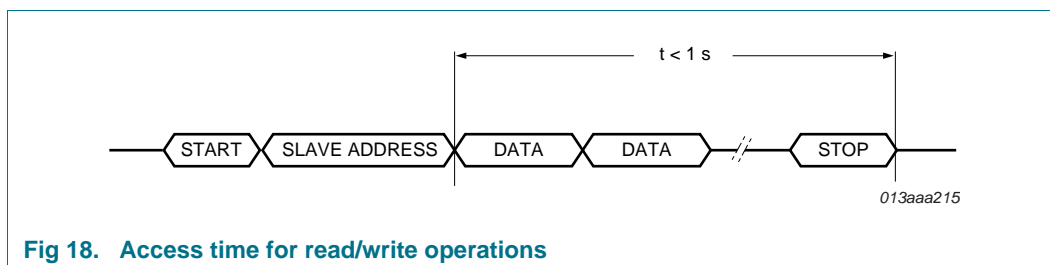 t < 1 s
START SLAVE ADDRESS DATA DATA STOP
013aaa215
Fig 18. Access time for read/write operations